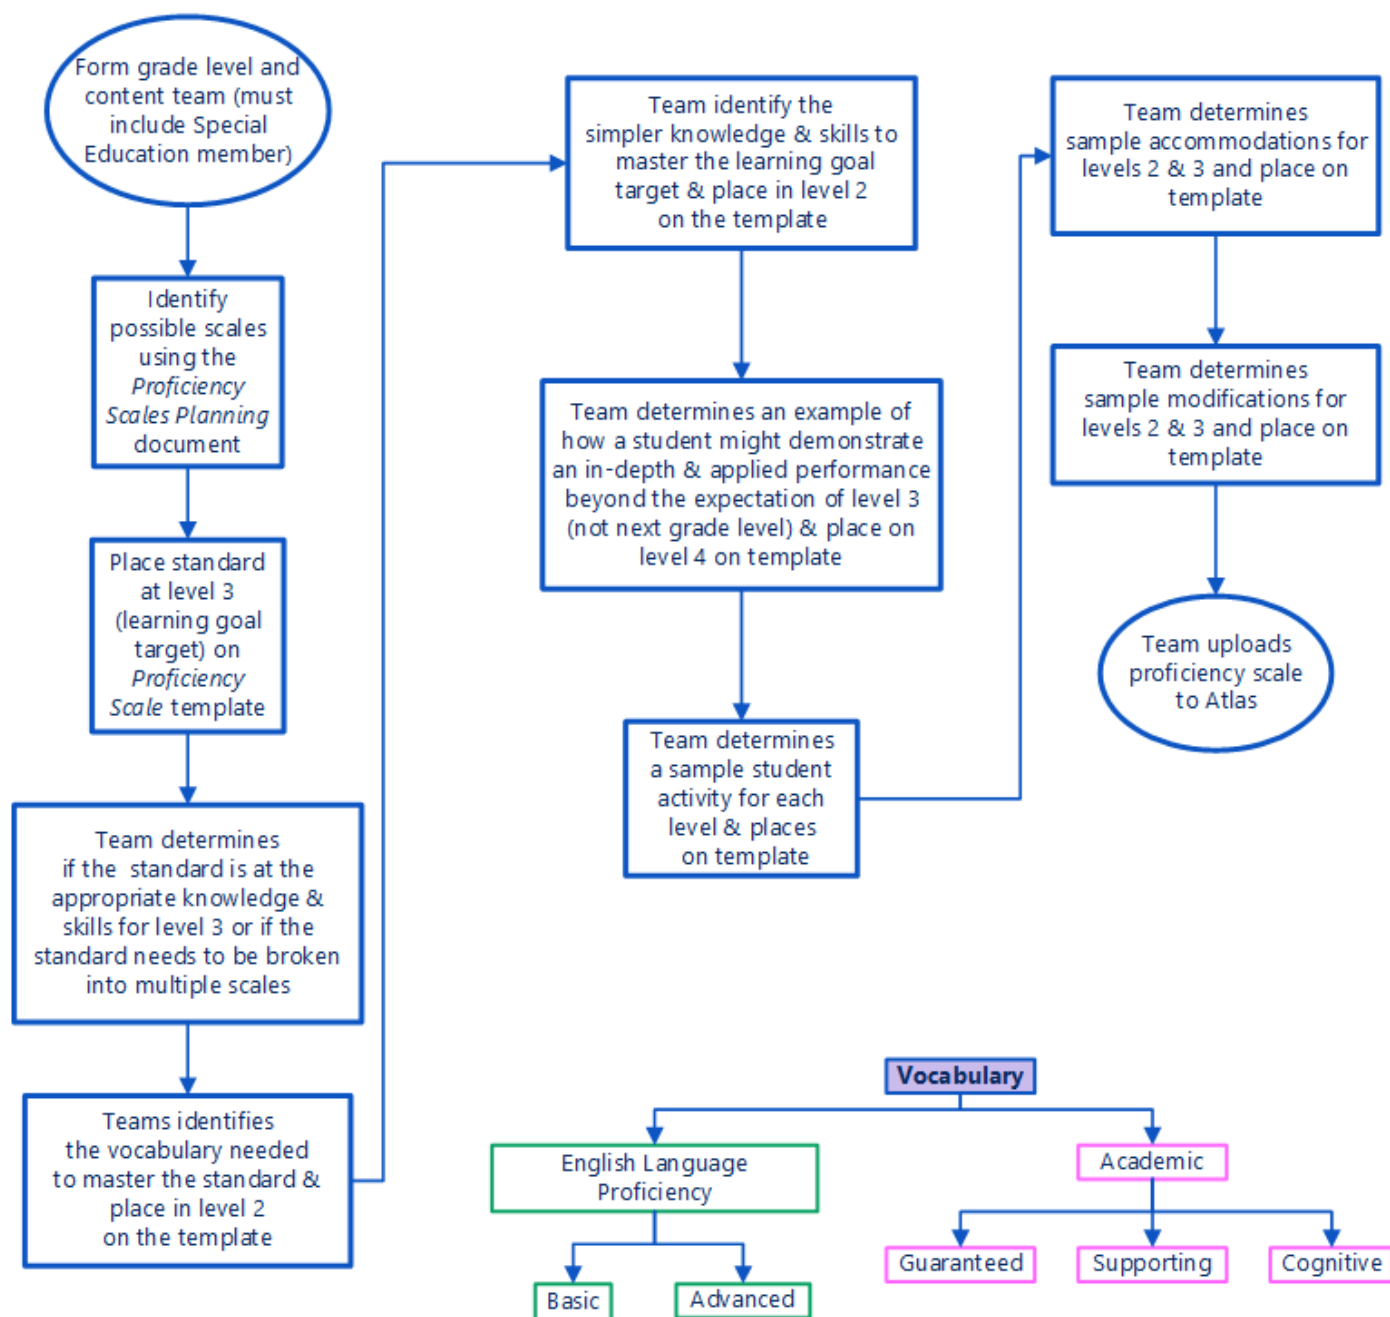 Form grade level and
content team (must
include Special
Education member)
Identify
possible scales
using the
Proficiency
Scales Planning
document
Place standard
at level 3
(learning goal
target) on
Proficiency
Scale template
Team determines
if the  standard is at the
appropriate knowledge &
skills for level 3 or if the
standard needs to be broken
into multiple scales
Teams identifies
the vocabulary needed
to master the standard &
place in level 2
on the template
Team identify the
simpler knowledge & skills to
master the learning goal
target & place in level 2
on the template
Team determines an example of
how a student might demonstrate
an in-depth & applied performance
beyond the expectation of level 3
(not next grade level) & place on
level 4 on template
Team determines
a sample student
activity for each
level & places
on template
Team determines
sample accommodations for
levels 2 & 3 and place on
template
Team determines
sample modifications for
levels 2 & 3 and place on
template
Team uploads
proficiency scale
to Atlas
Vocabulary
English Language
Proficiency
Academic
Basic
Advanced
Guaranteed
Supporting
Cognitive